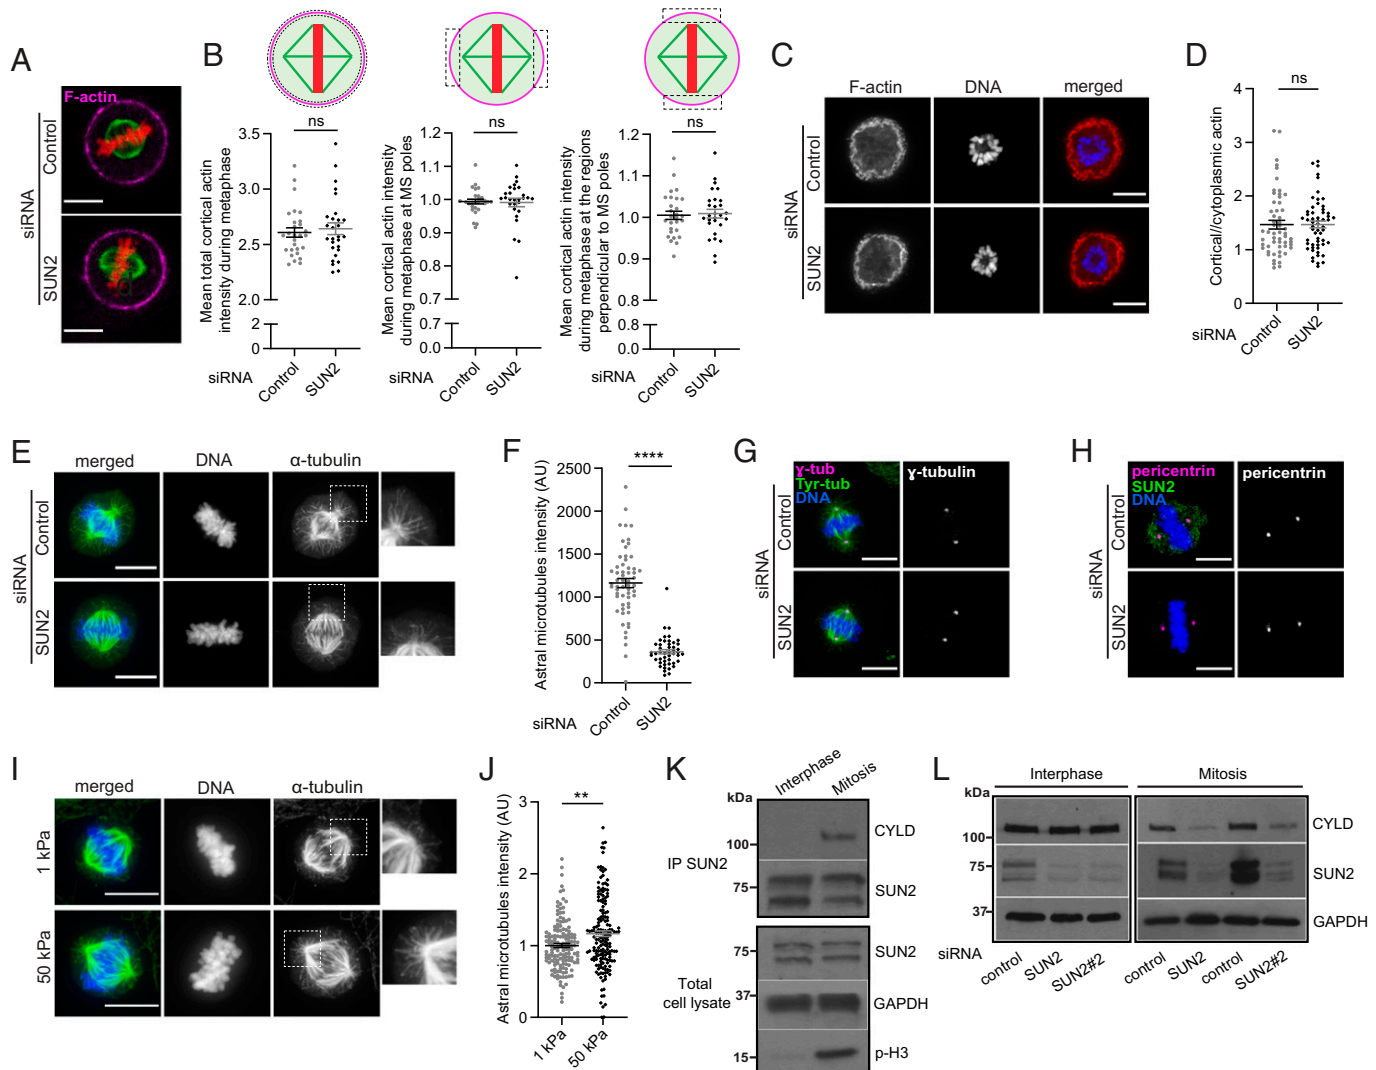 A
F-actin
Control
SUN2
siRNA
B
Mean total cortical actin
intensity during metaphase
3.5
3.0
2.5
2.0
2
0
ns
siRNA
Control
SUN2
Mean cortical actin intensity
during metaphase at MS poles
1.2
1.1
1.0
0.9
0.8
0.7
0.7
0.0
ns
siRNA
Control
SUN2
Mean cortical actin intensity
during metaphase at the regions
perpendicular to MS poles
1.2
1.1
1.0
0.9
0.8
0.8
0.0
ns
siRNA
Control
SUN2
C
F-actin
DNA
merged
Control
SUN2
siRNA
D
Cortical//cytoplasmic actin
4
3
2
1
0
ns
siRNA
Control
SUN2
E
merged
DNA
α-tubulin
Control
SUN2
siRNA
F
Astral microtubules intensity (AU)
2500
2000
1500
1000
500
0
****
siRNA
Control
SUN2
G
ɣ-tub
Tyr-tub
DNA
ɣ-tubulin
Control
SUN2
siRNA
H
pericentrin
SUN2
DNA
pericentrin
Control
SUN2
siRNA
I
merged
DNA
α-tubulin
1 kPa
50 kPa
J
Astral microtubules intensity (AU)
3
2
1
0
**
1 kPa
50 kPa
K
Interphase
Mitosis
kDa
100
75
75
37
15
IP SUN2
Total
cell lysate
CYLD
SUN2
SUN2
GAPDH
p-H3
L
Interphase
Mitosis
kDa
100
75
37
CYLD
SUN2
GAPDH
siRNA
control
SUN2
SUN2#2
control
SUN2
control
SUN2#2